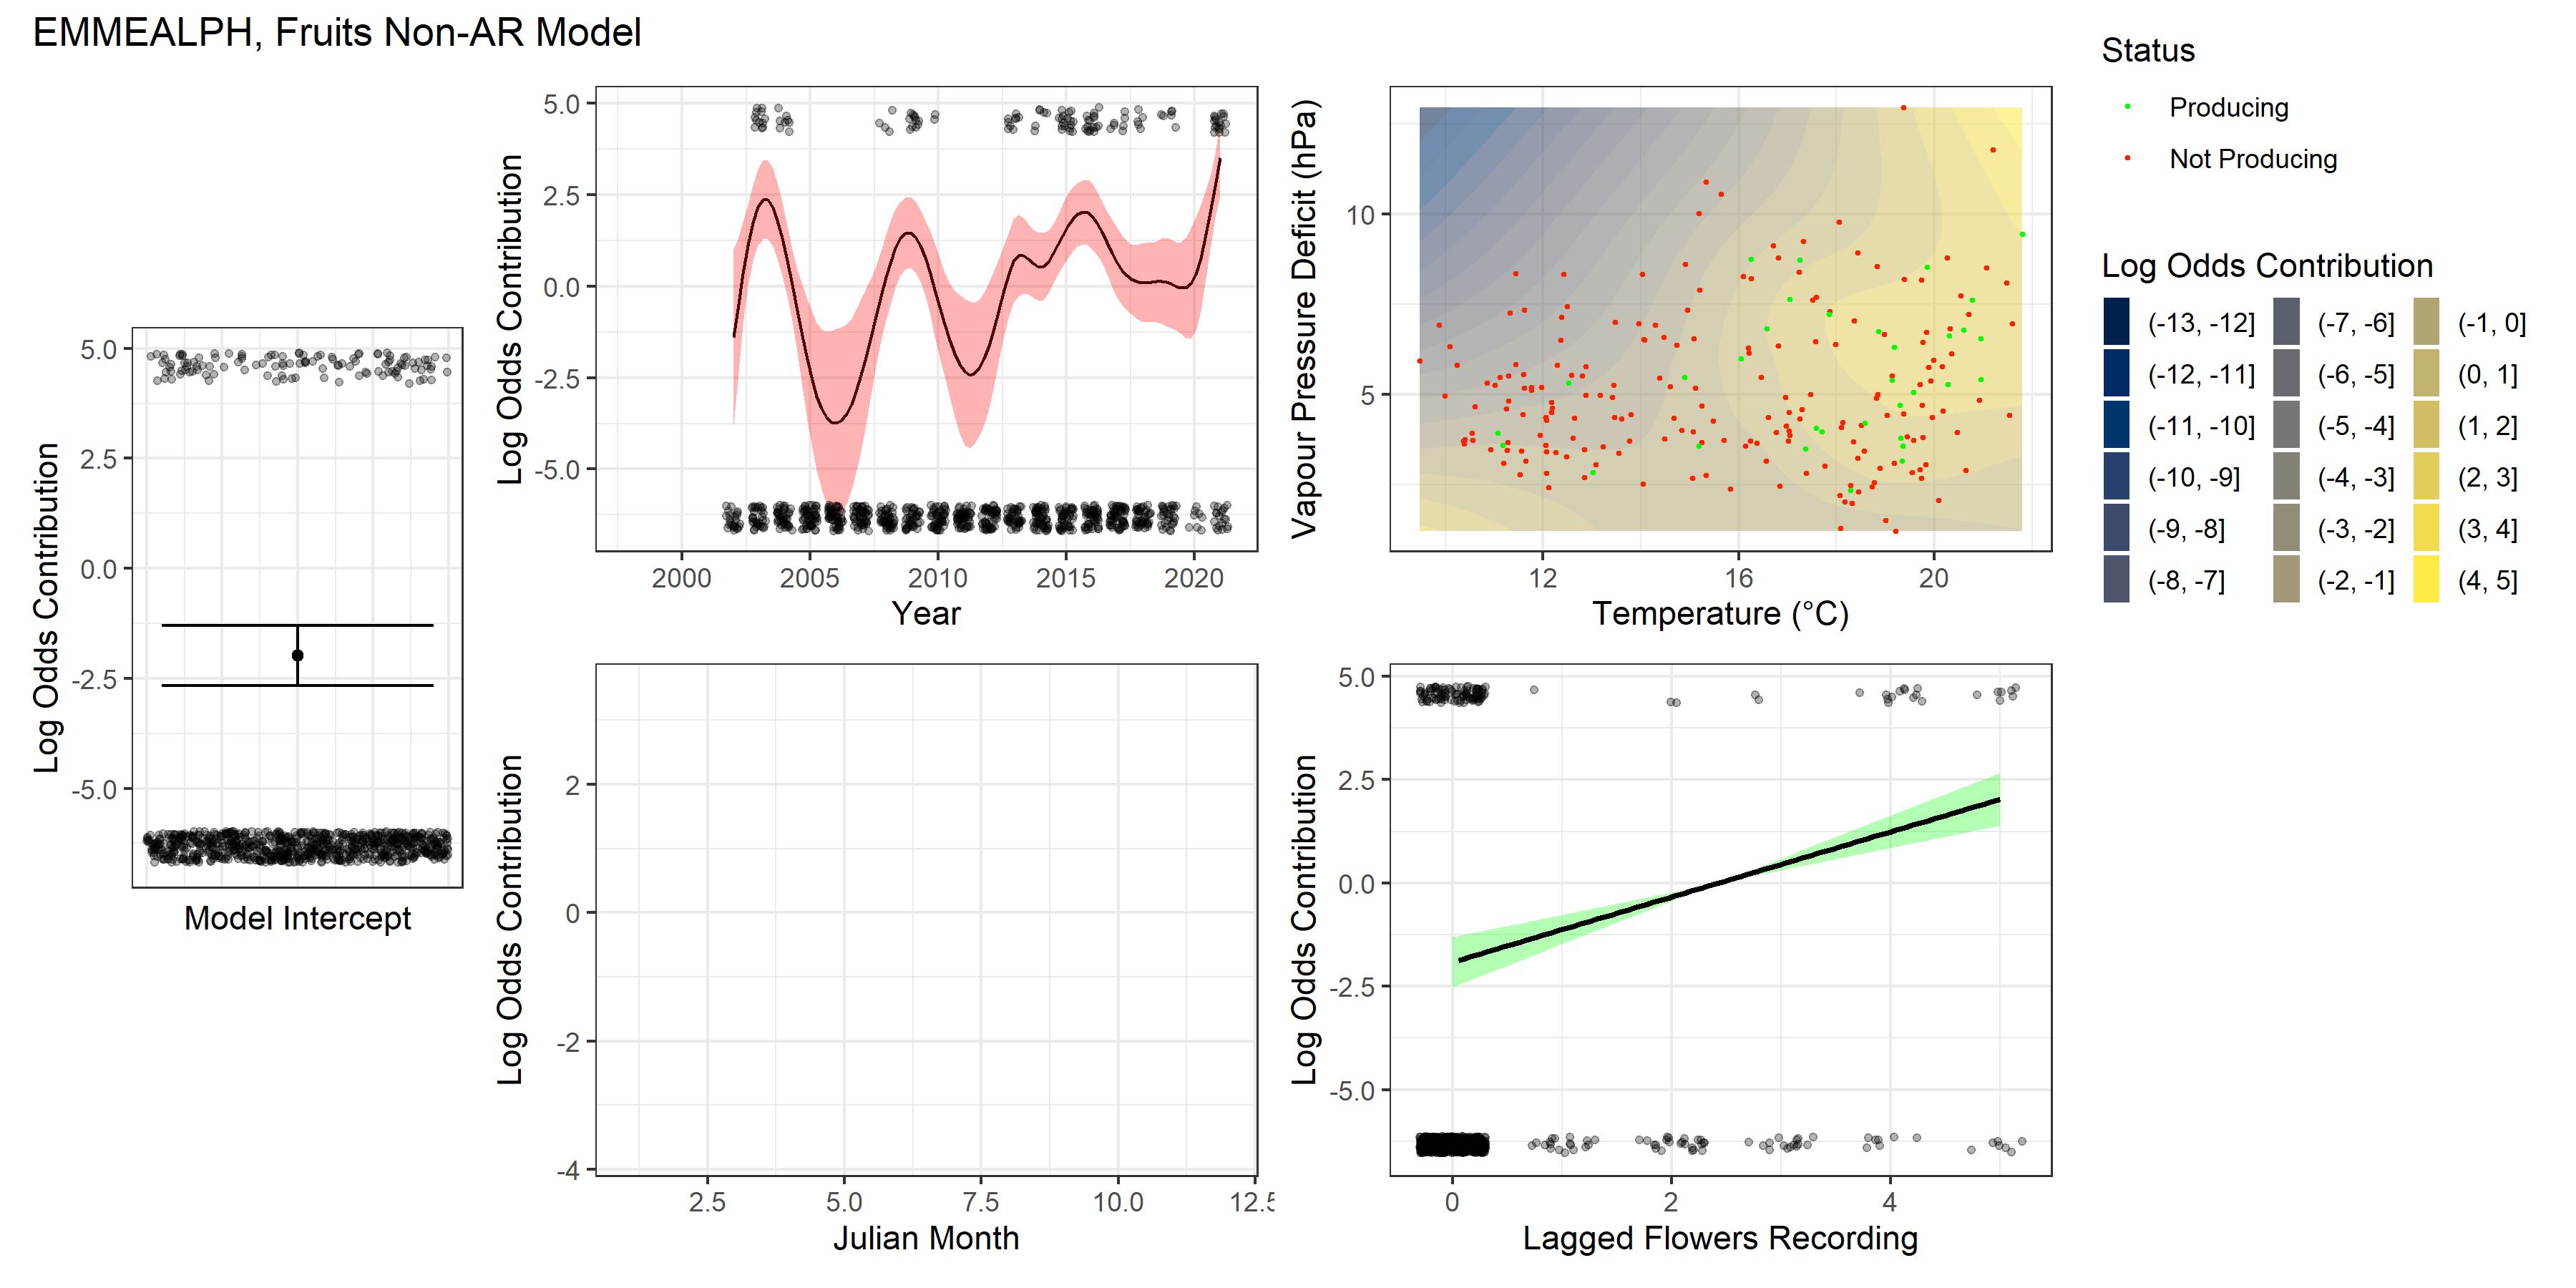 EMMEALPH, Fruits Non-AR Model
Log Odds Contribution
5.0
2.5
0.0
-2.5
-5.0
Model Intercept
Log Odds Contribution
5.0
2.5
0.0
-2.5
-5.0
2000 2005 2010 2015 2020
Year
Vapour Pressure Deficit (hPa)
10
5
12 16 20
Temperature (°C)
Log Odds Contribution
2
0
-2
-4
2.5 5.0 7.5 10.0 12.5
Julian Month
Log Odds Contribution
5.0
2.5
0.0
-2.5
-5.0
0 2 4
Lagged Flowers Recording
Status
Producing
Not Producing
Log Odds Contribution
(-13, -12] (-7, -6] (-1, 0]
(-12, -11] (-6, -5] (0, 1]
(-11, -10] (-5, -4] (1, 2]
(-10, -9] (-4, -3] (2, 3]
(-9, -8] (-3, -2] (3, 4]
(-8, -7] (-2, -1] (4, 5]